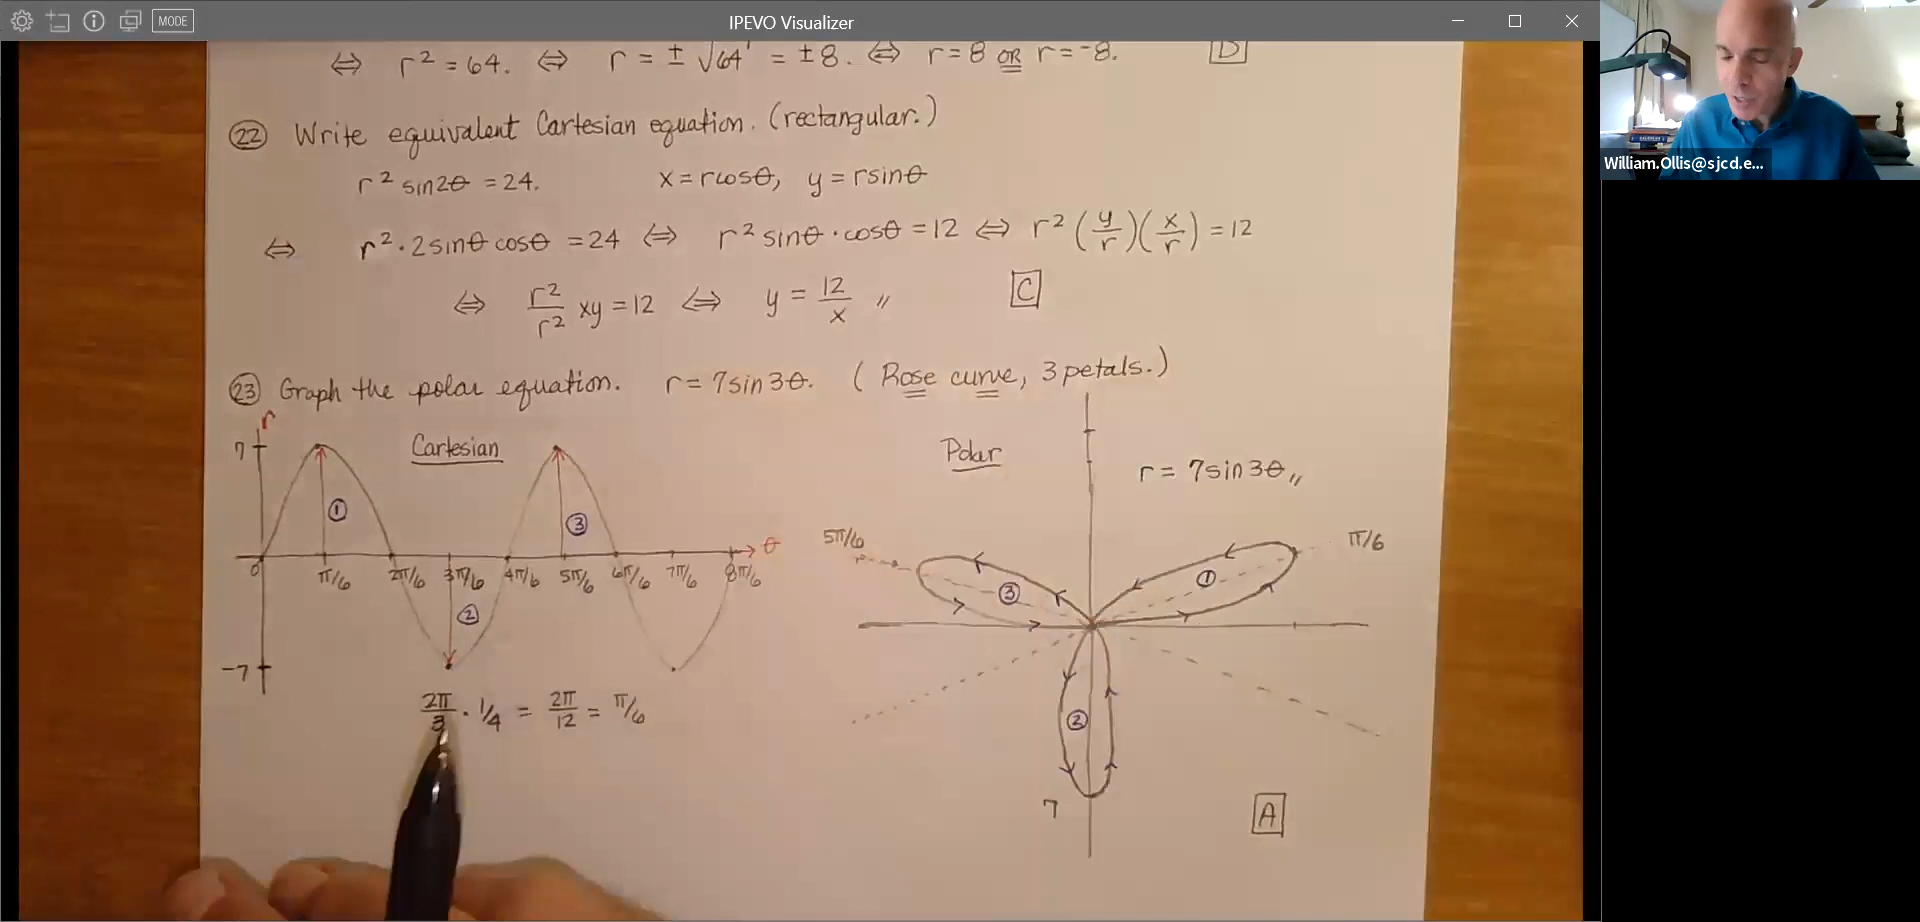 MODE
IPEVO Visualizer
⇔ r² = 64. ⇔ r = ± √64 = ± 8. ⇔ r = 8 OR r = -8. D
22 Write equivalent Cartesian equation. (rectangular.)
r² sin2θ = 24. x = rcosθ, y = rsinθ
⇔ r² · 2sinθ cosθ = 24 ⇔ r² sinθ · cosθ = 12 ⇔ r² (y/r)(x/r) = 12
⇔ r²/r² xy = 12 ⇔ y = 12/x // C
23 Graph the polar equation. r = 7sin3θ. (Rose curve, 3 petals.)
r
7 Cartesian
1 3
0 π/6 2π/6 3π/6 4π/6 5π/6 6π/6 7π/6 8π/6 θ
2
-7
2π/3 · 1/4 = 2π/12 = π/6
Polar
r = 7sin3θ //
5π/6 π/6
3 1
2
7
A
William.Ollis@sjcd.e...